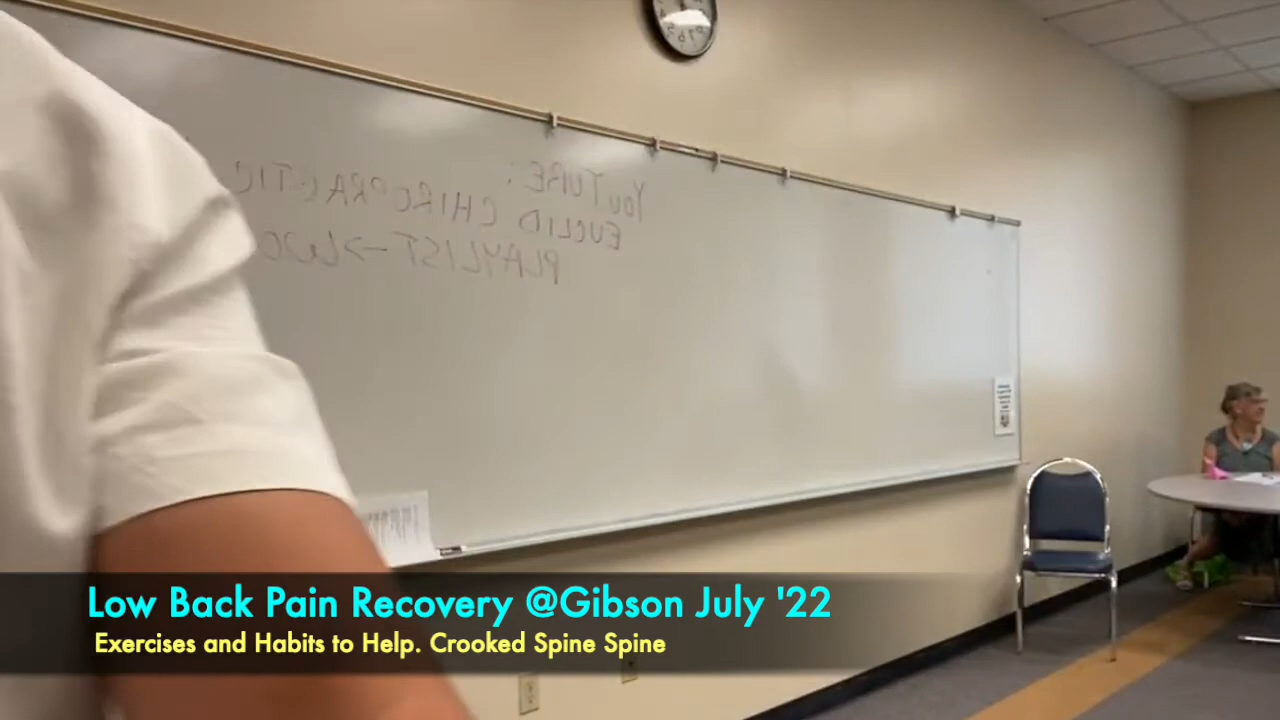 YouTUBE:
EUCLID CHIROPRACTIC
PLAYLIST →
Low Back Pain Recovery @Gibson July '22
Exercises and Habits to Help. Crooked Spine Spine